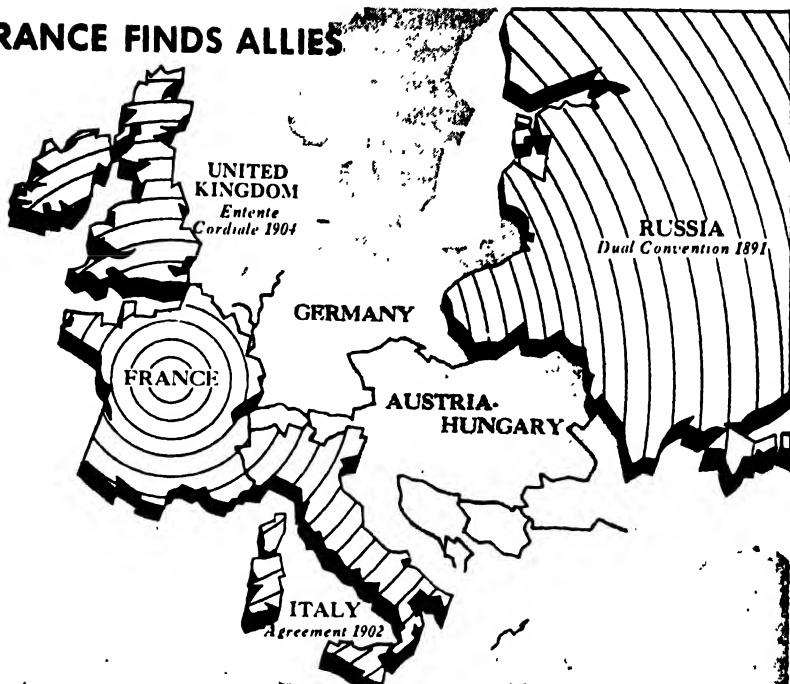 RANCE FINDS ALLIES
UNITED
KINGDOM
Entente
Cordiale 1904
RUSSIA
Dual Convention 1891
GERMANY
FRANCE
AUSTRIA-
HUNGARY
ITALY
Agreement 1902